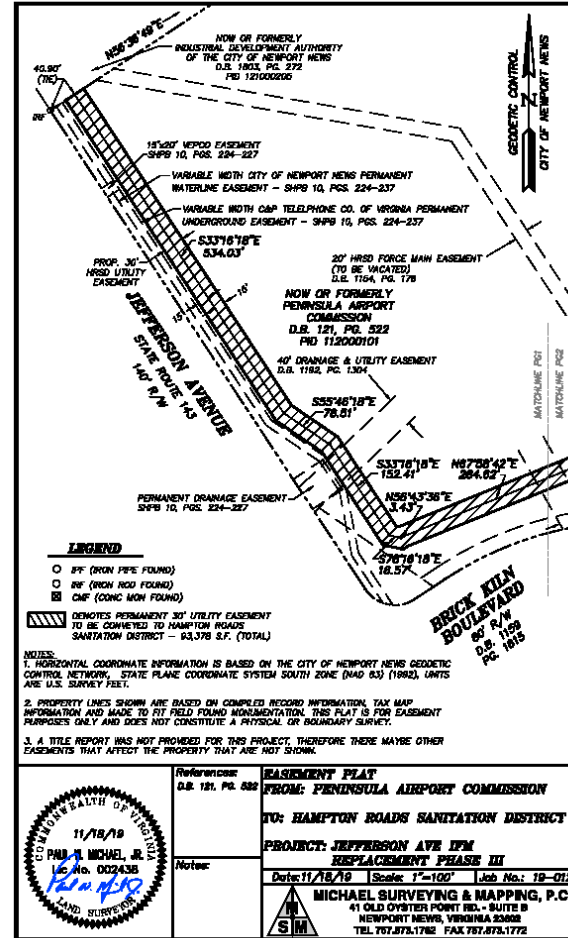 N56°36'49"E
NOW OR FORMERLY
INDUSTRIAL DEVELOPMENT AUTHORITY
OF THE CITY OF NEWPORT NEWS
D.B. 1803, PG. 272
PID 121000205
40.90'
(TIE)
IRF
GEODETIC CONTROL
CITY OF NEWPORT NEWS
N
15'x20' VEPCO EASEMENT
SHPB 10, PGS. 224-227
VARIABLE WIDTH CITY OF NEWPORT NEWS PERMANENT
WATERLINE EASEMENT - SHPB 10, PGS. 224-237
VARIABLE WIDTH C&P TELELPHONE CO. OF VIRGINIA PERMANENT
UNDERGROUND EASEMENT - SHPB 10, PGS. 224-237
S33°16'18"E
534.03'
PROP. 30'
HRSD UTILITY
EASEMENT
20' HRSD FORCE MAIN EASEMENT
(TO BE VACATED)
D.B. 1154, PG. 178
15'
15'
NOW OR FORMERLY
PENINSULA AIRPORT
COMMISSION
D.B. 121, PG. 522
PID 112000101
JEFFERSON AVENUE
STATE ROUTE 143
140' R/W
40' DRAINAGE & UTILITY EASEMENT
D.B. 1192, PG. 1304
MATCHLINE PG1
MATCHLINE PG2
S55°46'18"E
78.51'
S33°16'18"E
152.41'
N67°56'42"E
264.62'
N56°43'36"E
3.43'
PERMANENT DRAINAGE EASEMENT
SHPB 10, PGS. 224-227
S76°16'18"E
16.57'
BRICK KILN
BOULEVARD
80' R/W
D.B. 1159
PG. 1615
LEGEND
IPF (IRON PIPE FOUND)
IRF (IRON ROD FOUND)
CMF (CONC MON FOUND)
DENOTES PERMANENT 30' UTILITY EASEMENT
TO BE CONVEYED TO HAMPTON ROADS
SANITATION DISTRICT - 93,378 S.F. (TOTAL)
NOTES:
1. HORIZONTAL COORDINATE INFORMATION IS BASED ON THE CITY OF NEWPORT NEWS GEODETIC
CONTROL NETWORK, STATE PLANE COORDINATE SYSTEM SOUTH ZONE (NAD 83) (1992), UNITS
ARE U.S. SURVEY FEET.
2. PROPERTY LINES SHOWN ARE BASED ON COMPILED RECORD INFORMATION, TAX MAP
INFORMATION AND MADE TO FIT FIELD FOUND MONUMENTATION. THIS PLAT IS FOR EASEMENT
PURPOSES ONLY AND DOES NOT CONSTITUTE A PHYSICAL OR BOUNDARY SURVEY.
3. A TITLE REPORT WAS NOT PROVIDED FOR THIS PROJECT, THEREFORE THERE MAYBE OTHER
EASEMENTS THAT AFFECT THE PROPERTY THAT ARE NOT SHOWN.
COMMONWEALTH OF VIRGINIA
11/18/19
PAUL W. MICHAEL, JR.
Lic No. 002438
LAND SURVEYOR
References:
D.B. 121, PG. 522
Notes:
EASEMENT PLAT
FROM: PENINSULA AIRPORT COMMISSION
TO: HAMPTON ROADS SANITATION DISTRICT
PROJECT: JEFFERSON AVE IFM
REPLACEMENT PHASE III
Date: 11/18/19 Scale: 1"=100' Job No.: 19-012
MSM
MICHAEL SURVEYING & MAPPING, P.C.
41 OLD OYSTER POINT RD. - SUITE B
NEWPORT NEWS, VIRGINIA 23602
TEL 757.873.1762 FAX 757.873.1772